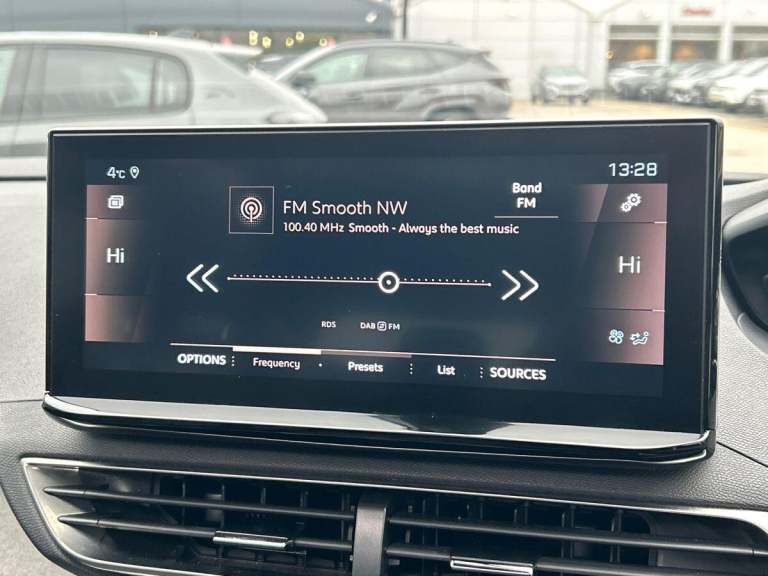 4°C 13:28
Band
FM
FM Smooth NW
100.40 MHz Smooth - Always the best music
Hi Hi
RDS DAB FM
OPTIONS Frequency Presets List SOURCES